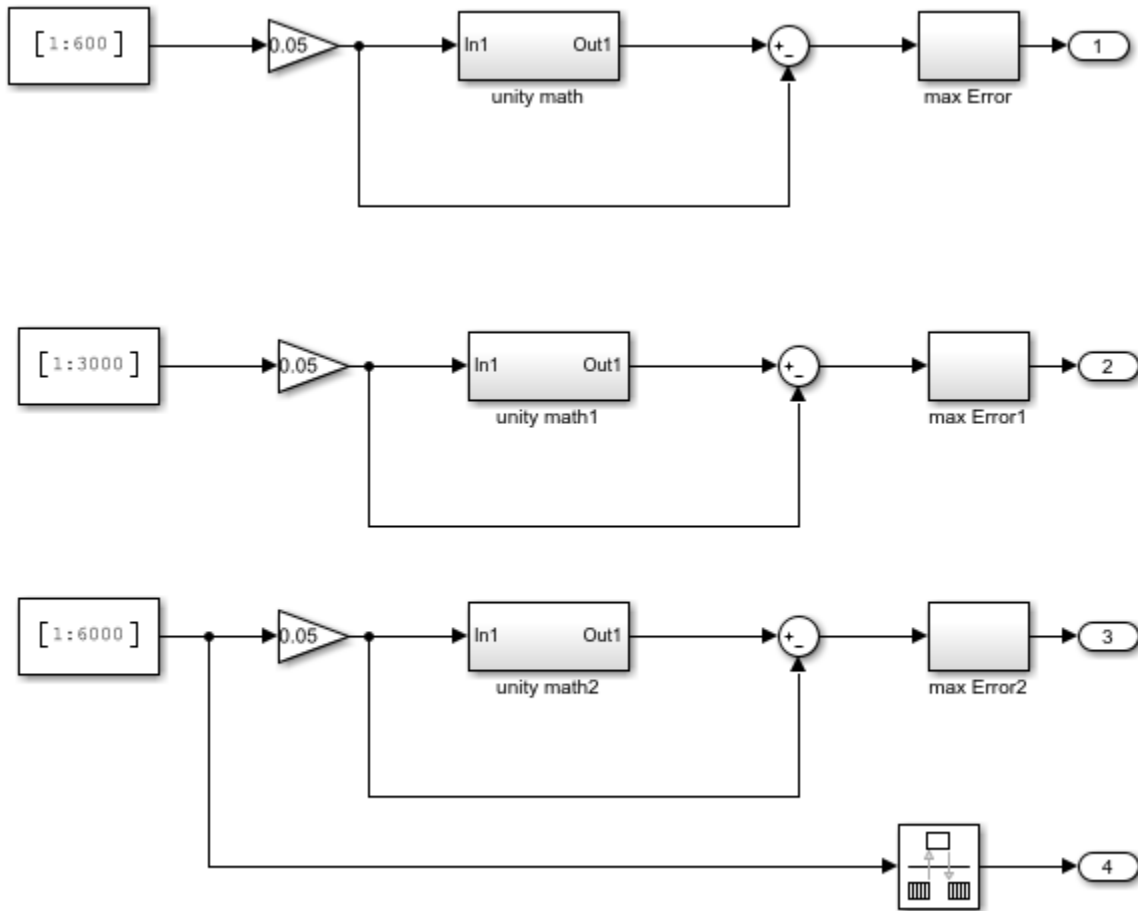 [1:600]
0.05
In1
Out1
+
-
1
unity math
max Error
[1:3000]
0.05
In1
Out1
+
-
2
unity math1
max Error1
[1:6000]
0.05
In1
Out1
+
-
3
unity math2
max Error2
4